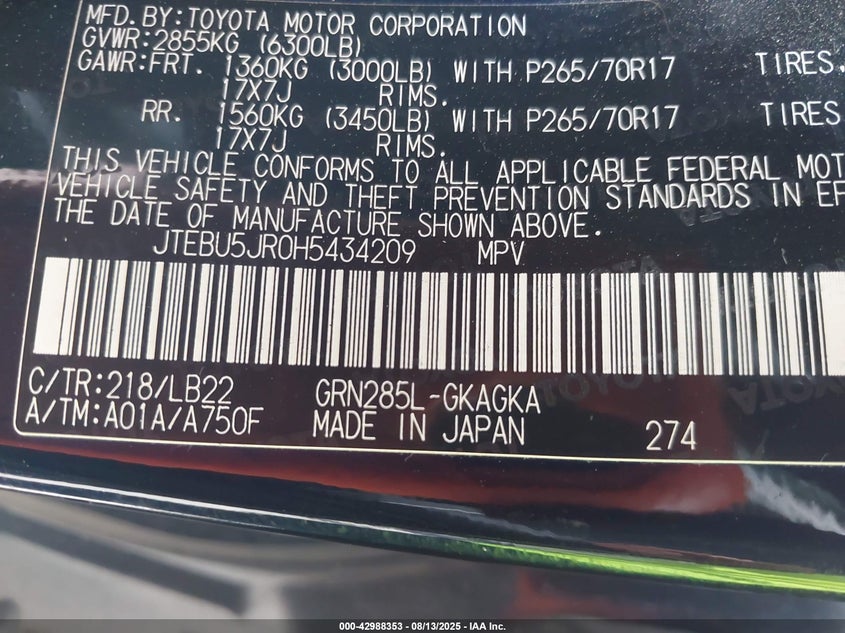 MFD.BY:TOYOTA MOTOR CORPORATION
GVWR:2855KG (6300LB)
GAWR:FRT. 1360KG (3000LB) WITH P265/70R17 TIRES,
17X7J RIMS.
RR. 1560KG (3450LB) WITH P265/70R17 TIRES
17X7J RIMS.
THIS VEHICLE CONFORMS TO ALL APPLICABLE FEDERAL MOT
VEHICLE SAFETY AND THEFT PREVENTION STANDARDS IN EF
THE DATE OF MANUFACTURE SHOWN ABOVE.
JTEBU5JR0H5434209 MPV
C/TR:218/LB22 GRN285L-GKAGKA
A/TM:A01A/A750F MADE IN JAPAN 274
000-42988353 - 08/13/2025 - IAA Inc.